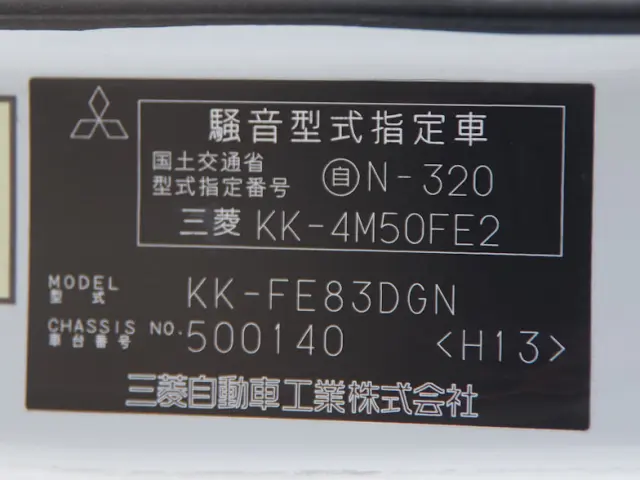 騒音型式指定車
国土交通省
型式指定番号 自N-320
三菱 KK-4M50FE2
MODEL
型式 KK-FE83DGN
CHASSIS NO.
車台番号 500140 <H13>
三菱自動車工業株式会社